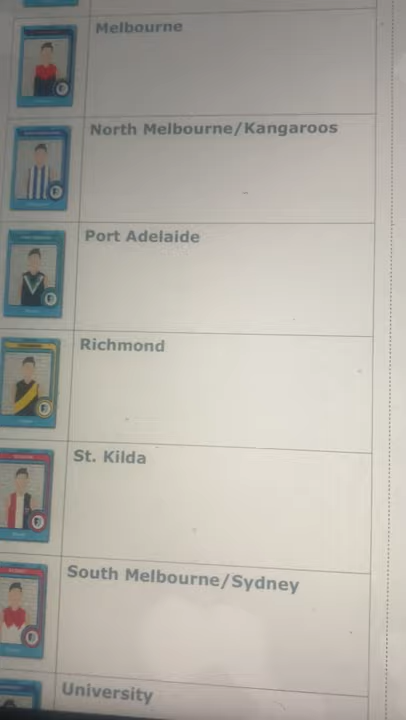 Melbourne
North Melbourne/Kangaroos
Port Adelaide
Richmond
St. Kilda
South Melbourne/Sydney
University